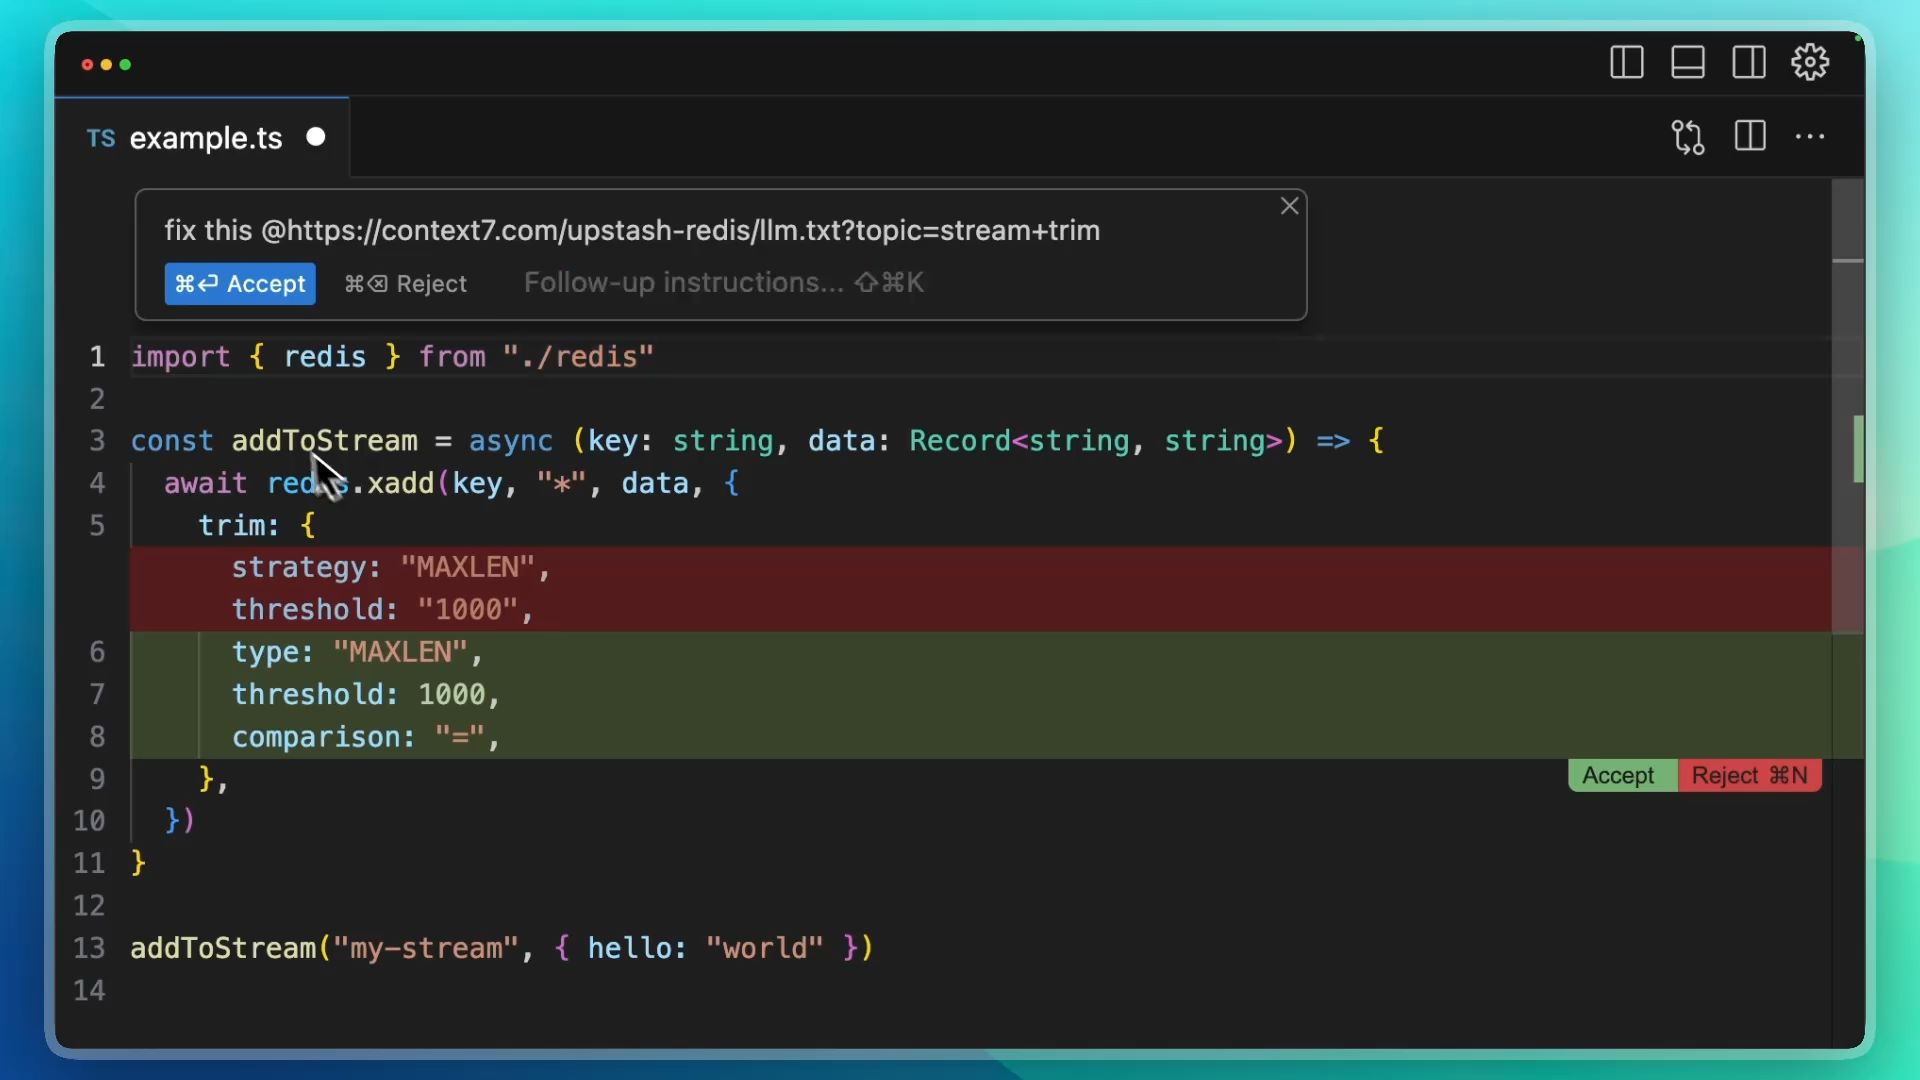 TS example.ts
fix this @https://context7.com/upstash-redis/llm.txt?topic=stream+trim
⌘⏎ Accept ⌘⌫ Reject Follow-up instructions... ⇧⌘K
1 import { redis } from "./redis"
2
3 const addToStream = async (key: string, data: Record<string, string>) => {
4 await redis.xadd(key, "*", data, {
5 trim: {
strategy: "MAXLEN",
threshold: "1000",
6 type: "MAXLEN",
7 threshold: 1000,
8 comparison: "=",
9 },
Accept Reject ⌘N
10 })
11 }
12
13 addToStream("my-stream", { hello: "world" })
14